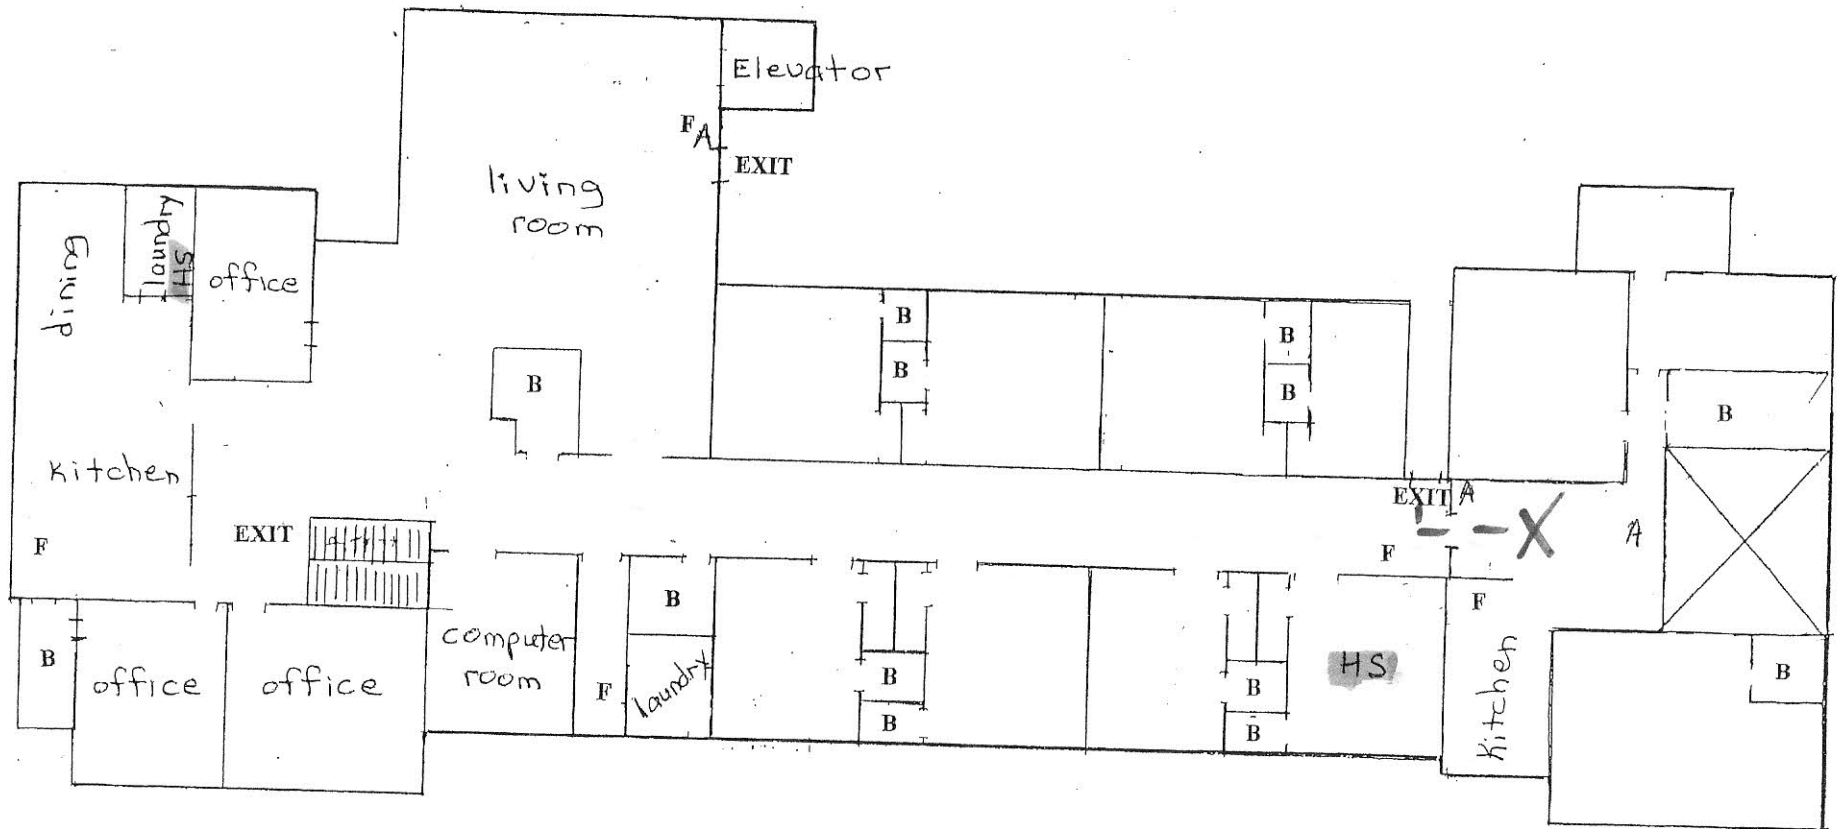 Elevator
F A
EXIT
living
room
dining
laundry
HS
office
B
B
B
B
B
B
Kitchen
EXIT A
X
A
EXIT
F
F
F
B
computer
room
B
office
office
F
laundry
B
B
HS
B
B
Kitchen
B